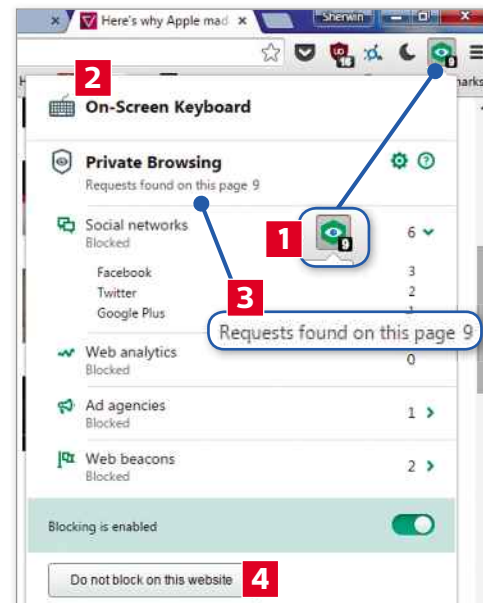 Here's why Apple mad
Sherwin
16
9
2
On-Screen Keyboard
Private Browsing
Requests found on this page 9
Social networks
6
Blocked
1
9
Facebook 3
Twitter 2
Google Plus
3
Requests found on this page 9
Web analytics
0
Blocked
Ad agencies
1
Blocked
Web beacons
2
Blocked
Blocking is enabled
Do not block on this website
4